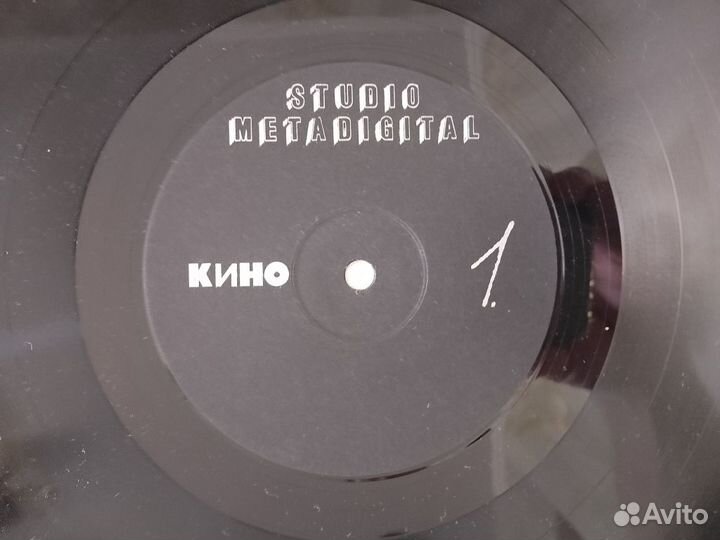 STUDIO
METADIGITAL
КИНО
1.
Avito